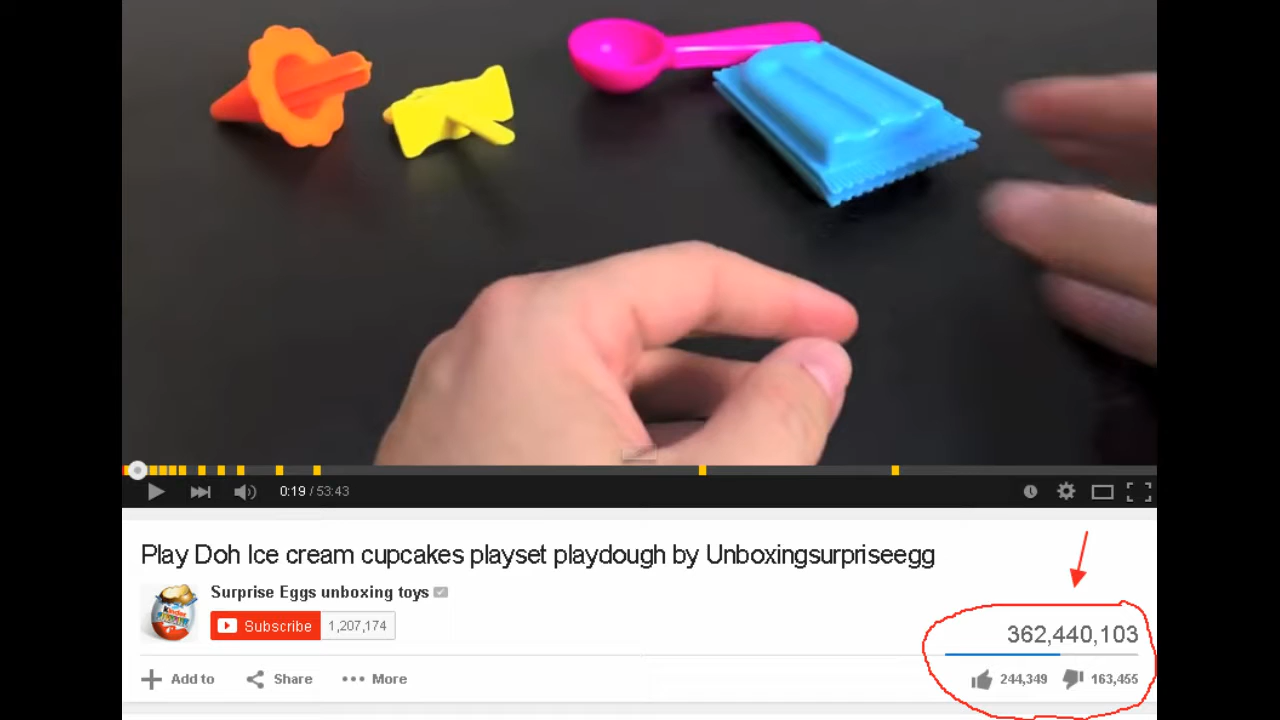 0:19 / 53:43
Play Doh Ice cream cupcakes playset playdough by Unboxingsurpriseegg
Surprise Eggs unboxing toys
Subscribe 1,207,174
362,440,103
Add to Share More 244,349 163,455